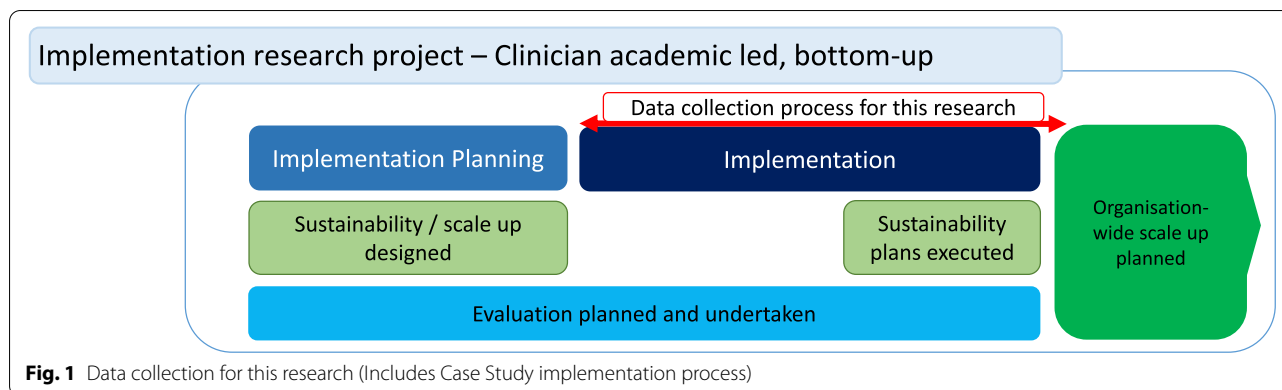 Implementation research project – Clinician academic led, bottom-up
Data collection process for this research
Implementation Planning
Implementation
Sustainability / scale up
designed
Sustainability
plans executed
Organisation-
wide scale up
planned
Evaluation planned and undertaken
Fig. 1 Data collection for this research (Includes Case Study implementation process)